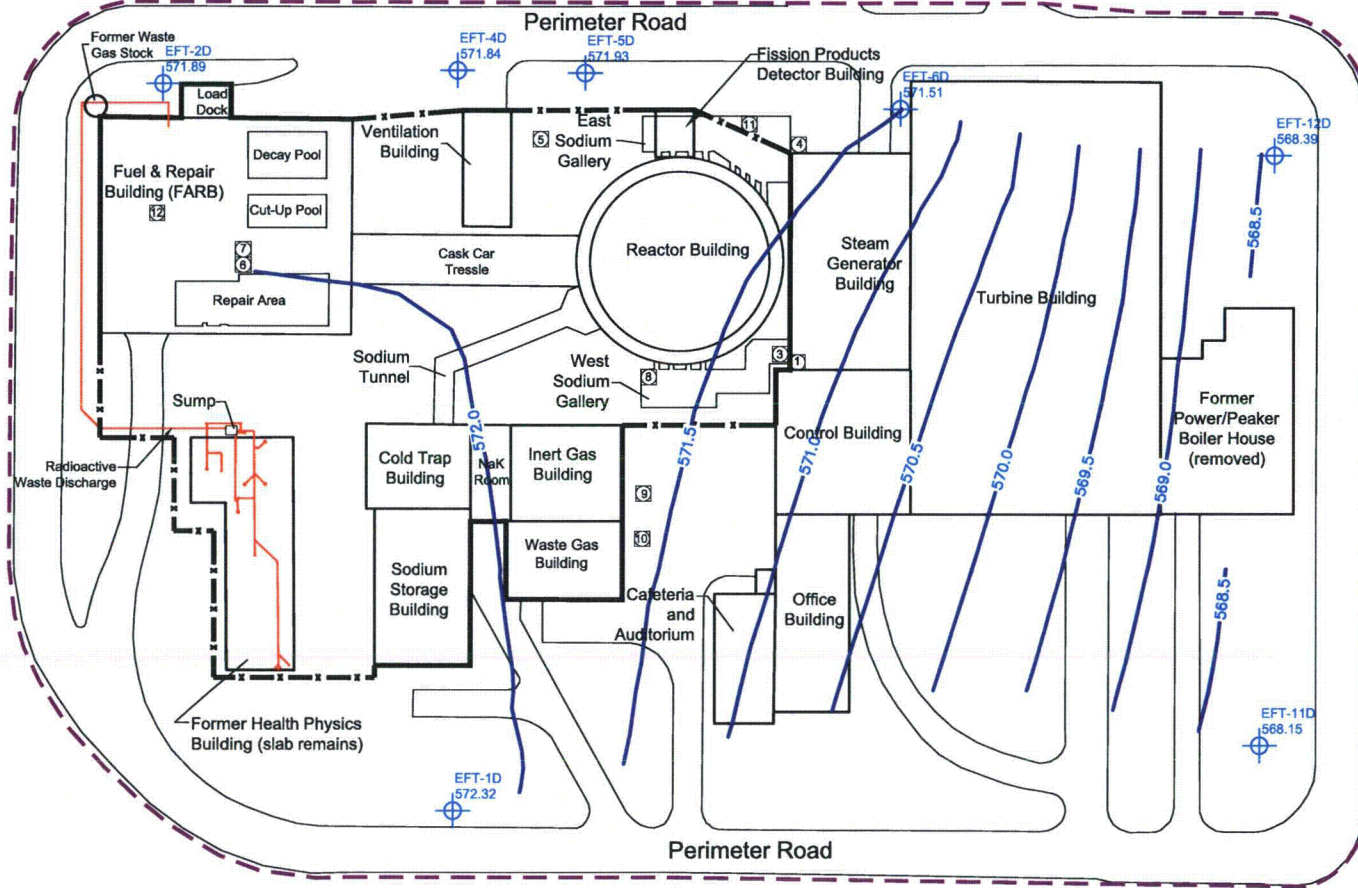 Perimeter Road
Former Waste
Gas Stock
EFT-2D
571.89
EFT-4D
571.84
EFT-5D
571.93
Fission Products
Detector Building
EFT-6D
571.51
EFT-12D
568.39
Load
Dock
Ventilation
Building
East
Sodium
Gallery
5
11
4
Decay Pool
Fuel & Repair
Building (FARB)
12
Cut-Up Pool
7
6
Repair Area
Cask Car
Tressle
Reactor Building
Steam
Generator
Building
Turbine Building
568.5
Sodium
Tunnel
West
Sodium
Gallery
8
3
1
Sump
Radioactive
Waste Discharge
572.0
571.5
571.0
570.5
570.0
569.5
569.0
Control Building
Former
Power/Peaker
Boiler House
(removed)
Cold Trap
Building
NaK
Room
Inert Gas
Building
9
10
Waste Gas
Building
Sodium
Storage
Building
Cafeteria
and
Auditorium
Office
Building
568.5
Former Health Physics
Building (slab remains)
EFT-11D
568.15
EFT-1D
572.32
Perimeter Road